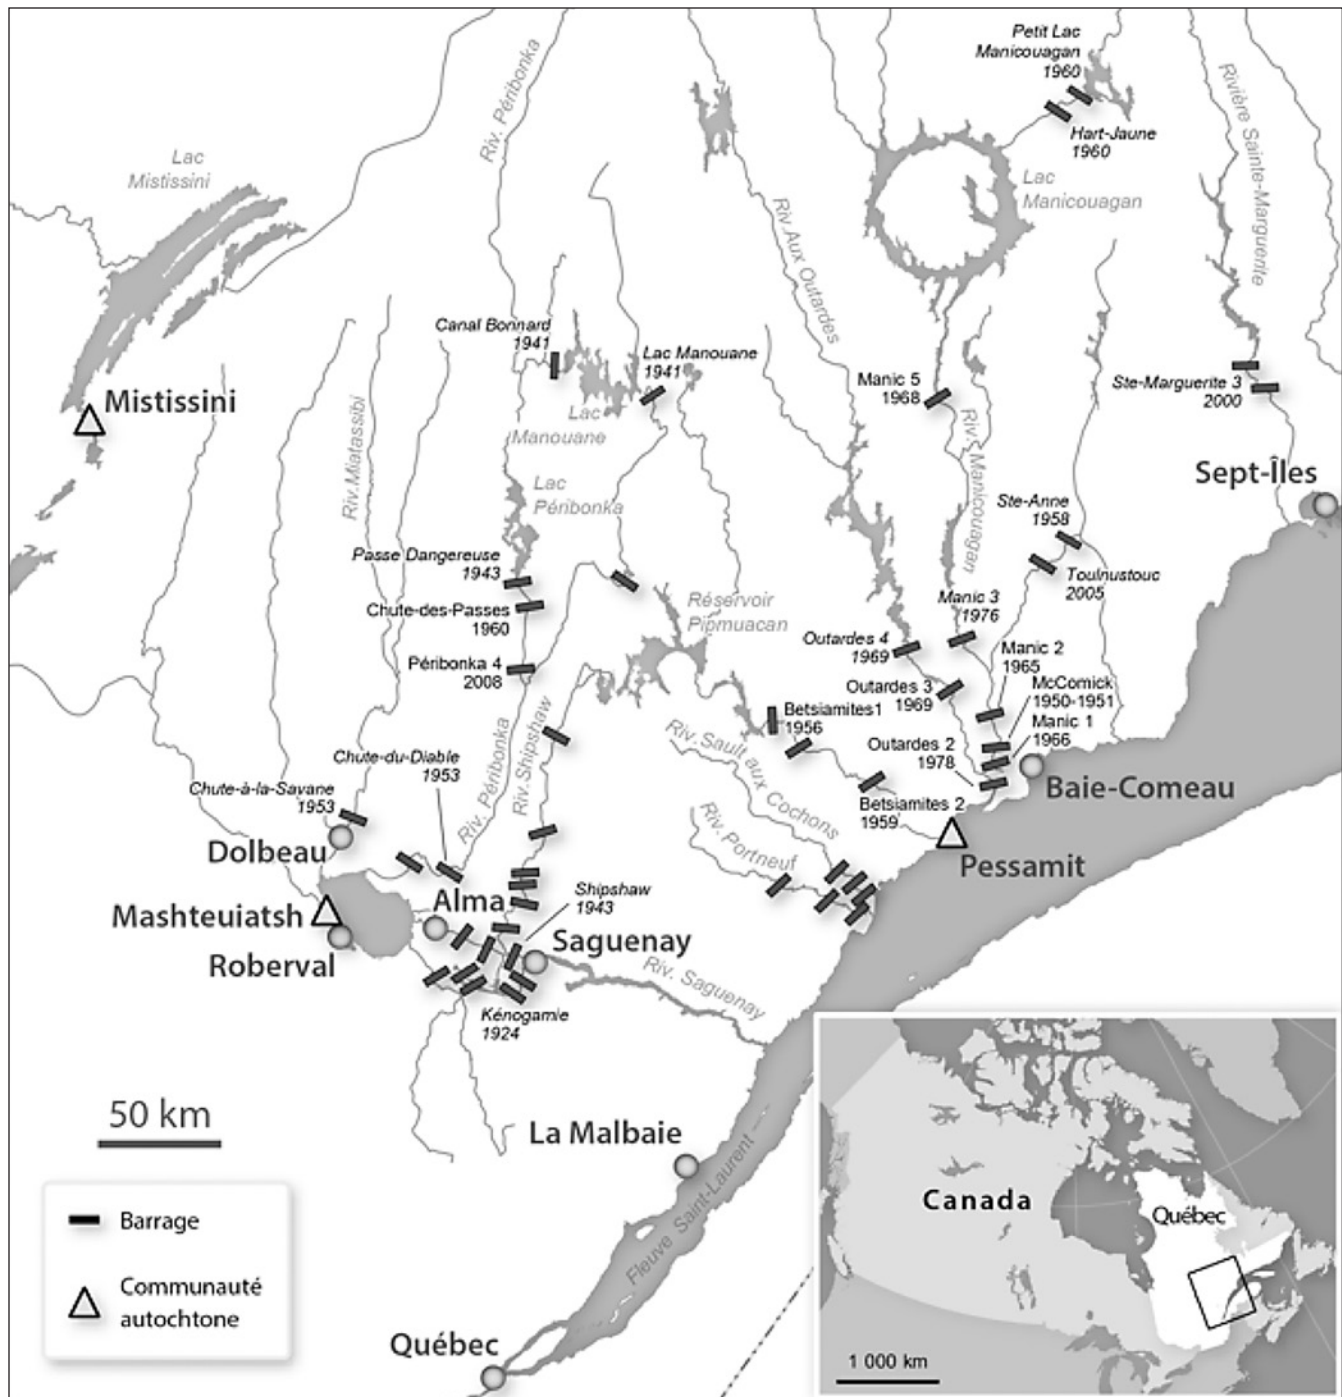 Petit Lac
Manicouagan
1960
Riv. Péribonka
Rivière Sainte-Marguerite
Hart-Jaune
1960
Lac
Mistissini
Lac
Manicouagan
Riv.Aux Outardes
Canal Bonnard
1941
Lac Manouane
1941
Manic 5
1968
Ste-Marguerite 3
2000
Mistissini
Lac
Manouane
Riv.Miatassibi
Riv. Manicouagan
Sept-Îles
Lac
Péribonka
Ste-Anne
1958
Passe Dangereuse
1943
Toulnustouc
2005
Chute-des-Passes
1960
Réservoir
Pipmuacan
Manic 3
1976
Outardes 4
1969
Manic 2
1965
Péribonka 4
2008
Outardes 3
1969
McComick
1950-1951
Betsiamites1
1956
Manic 1
1966
Riv.Shipshaw
Riv. Sault aux Cochons
Outardes 2
1978
Chute-du-Diable
1953
Riv. Péribonka
Chute-à-la-Savane
1953
Baie-Comeau
Betsiamites 2
1959
Dolbeau
Riv. Portneuf
Pessamit
Alma
Shipshaw
1943
Mashteuiatsh
Saguenay
Roberval
Riv. Saguenay
Kénogamie
1924
50 km
La Malbaie
Fleuve Saint-Laurent
Barrage
Communauté
autochtone
Québec
Canada
Québec
1 000 km